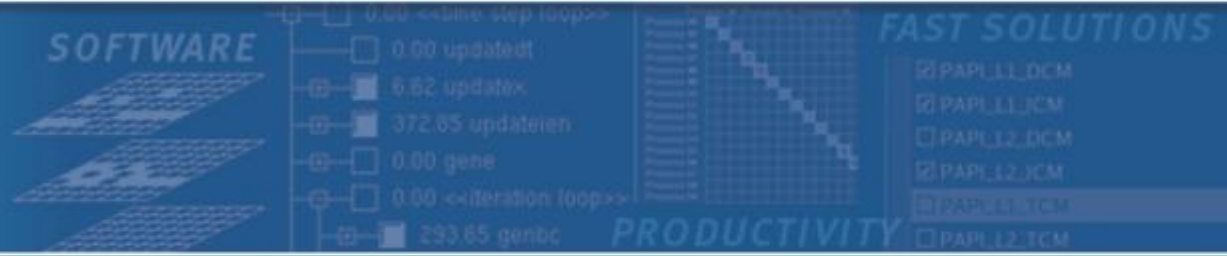 SOFTWARE
0.00 <<time step loop>>
0.00 updatedt
6.62 updatex
372.65 updateien
0.00 gene
0.00 <<iteration loop>>
293.65 genbc
PRODUCTIVITY
FAST SOLUTIONS
PAPI_L1_DCM
PAPI_L1_ICM
PAPI_L2_DCM
PAPI_L2_ICM
PAPI_L1_TCM
PAPI_L2_TCM